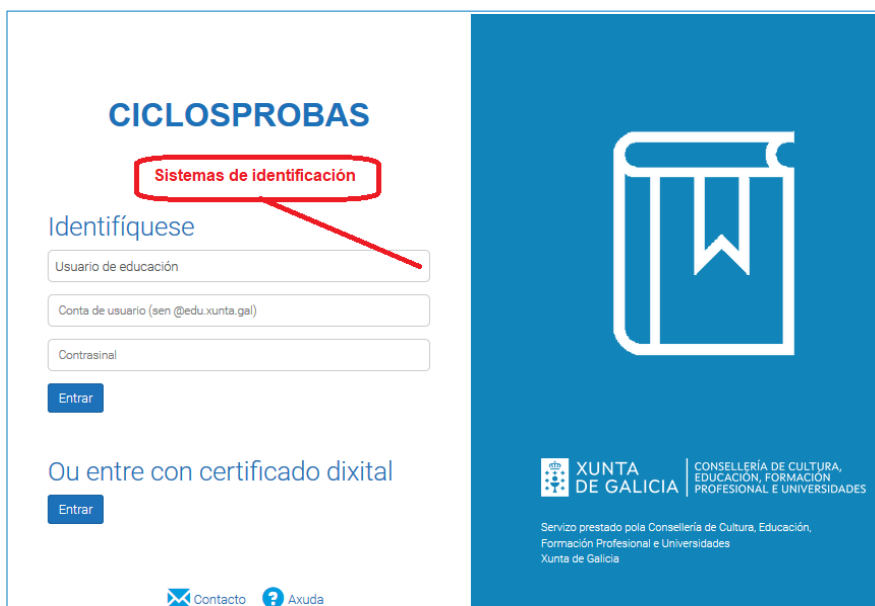 CICLOSPROBAS
Sistemas de identificación
Identifíquese
Usuario de educación
Conta de usuario (sen @edu.xunta.gal)
Contrasinal
Entrar
Ou entre con certificado dixital
Entrar
Contacto
Axuda
XUNTA
DE GALICIA
CONSELLERÍA DE CULTURA,
EDUCACIÓN, FORMACIÓN
PROFESIONAL E UNIVERSIDADES
Servizo prestado pola Consellería de Cultura, Educación,
Formación Profesional e Universidades
Xunta de Galicia